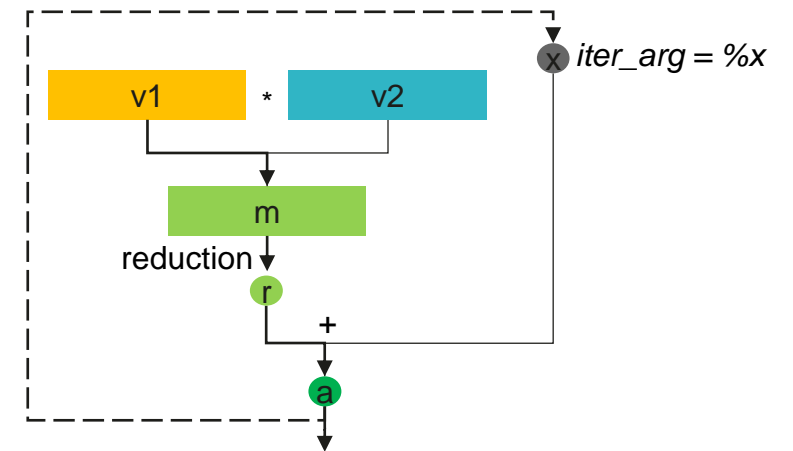 x iter_arg = %x
v1 * v2
m
reduction
r
+
a